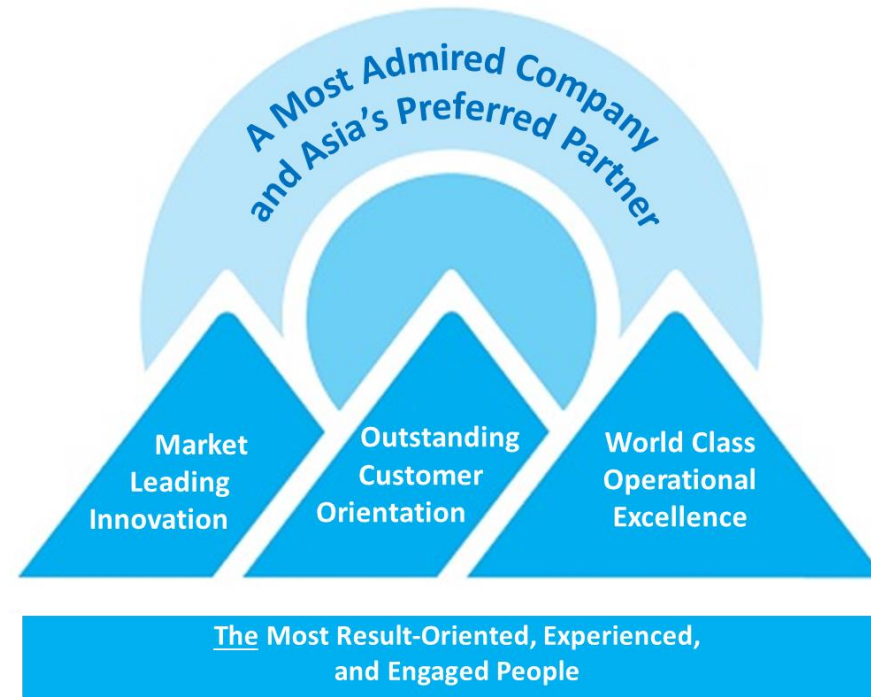 A Most Admired Company
and Asia’s Preferred Partner
Market
Leading
Innovation
Outstanding
Customer
Orientation
World Class
Operational
Excellence
The Most Result-Oriented, Experienced,
and Engaged People